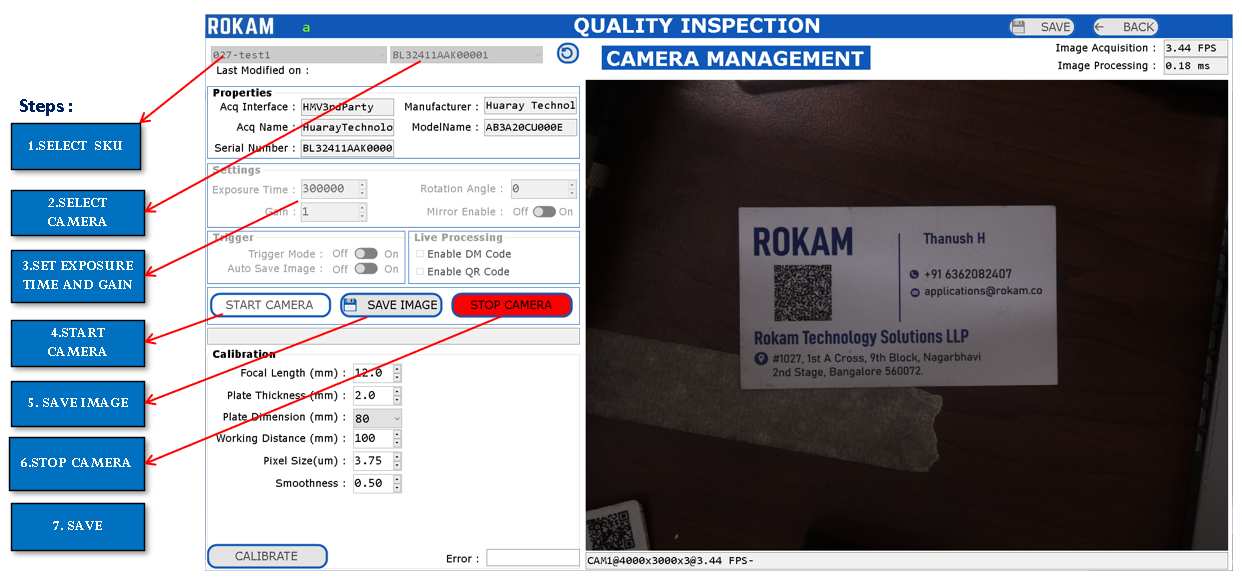 ROKAM a QUALITY INSPECTION SAVE BACK
027-test1 BL32411AAK00001
Last Modified on :
CAMERA MANAGEMENT
Image Acquisition : 3.44 FPS
Image Processing : 0.18 ms
Steps :
1.SELECT SKU
2.SELECT
CAMERA
3.SET EXPOSURE
TIME AND GAIN
4.START
CAMERA
5. SAVE IMAGE
6.STOP CAMERA
7. SAVE
Properties
Acq Interface : HMV3rdParty Manufacturer : Huaray Technol
Acq Name : HuarayTechnolo ModelName : AB3A20CU000E
Serial Number : BL32411AAK0000
Settings
Exposure Time : 300000 Rotation Angle : 0
Gain : 1 Mirror Enable : Off On
Trigger
Trigger Mode : Off On
Auto Save Image : Off On
Live Processing
Enable DM Code
Enable QR Code
START CAMERA SAVE IMAGE STOP CAMERA
Calibration
Focal Length (mm) : 12.0
Plate Thickness (mm) : 2.0
Plate Dimension (mm) : 80
Working Distance (mm) : 100
Pixel Size(um) : 3.75
Smoothness : 0.50
CALIBRATE Error :
ROKAM
Thanush H
+91 6362082407
applications@rokam.co
Rokam Technology Solutions LLP
#1027, 1st A Cross, 9th Block, Nagarbhavi
2nd Stage, Bangalore 560072.
CAM1@4000x3000x3@3.44 FPS-